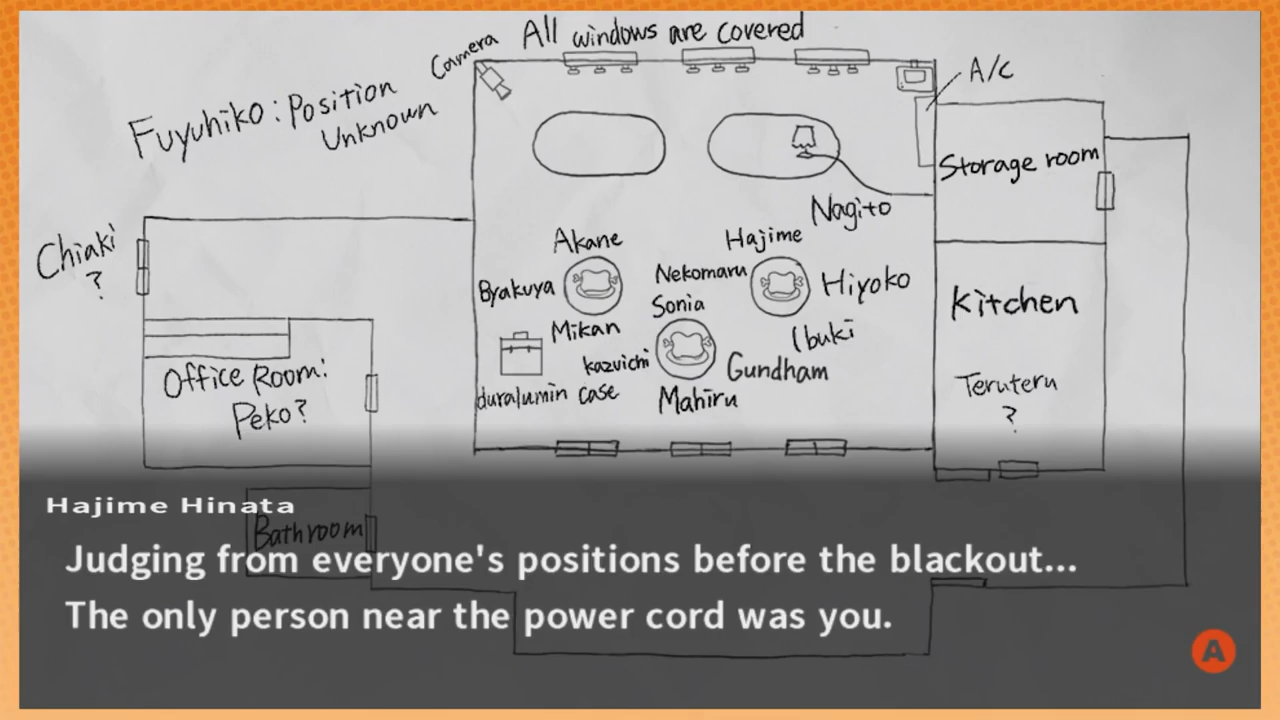 All windows are covered
Camera
A/C
Fuyuhiko: Position
Unknown
Storage room
Nagito
Chiaki
?
Akane
Hajime
Byakuya
Nekomaru
Hiyoko
Sonia
Kitchen
Mikan
Ibuki
kazuichi
Gundham
Office Room:
Peko?
duralumin case
Mahiru
Teruteru
?
Hajime Hinata
Bathroom
Judging from everyone's positions before the blackout...
The only person near the power cord was you.
A